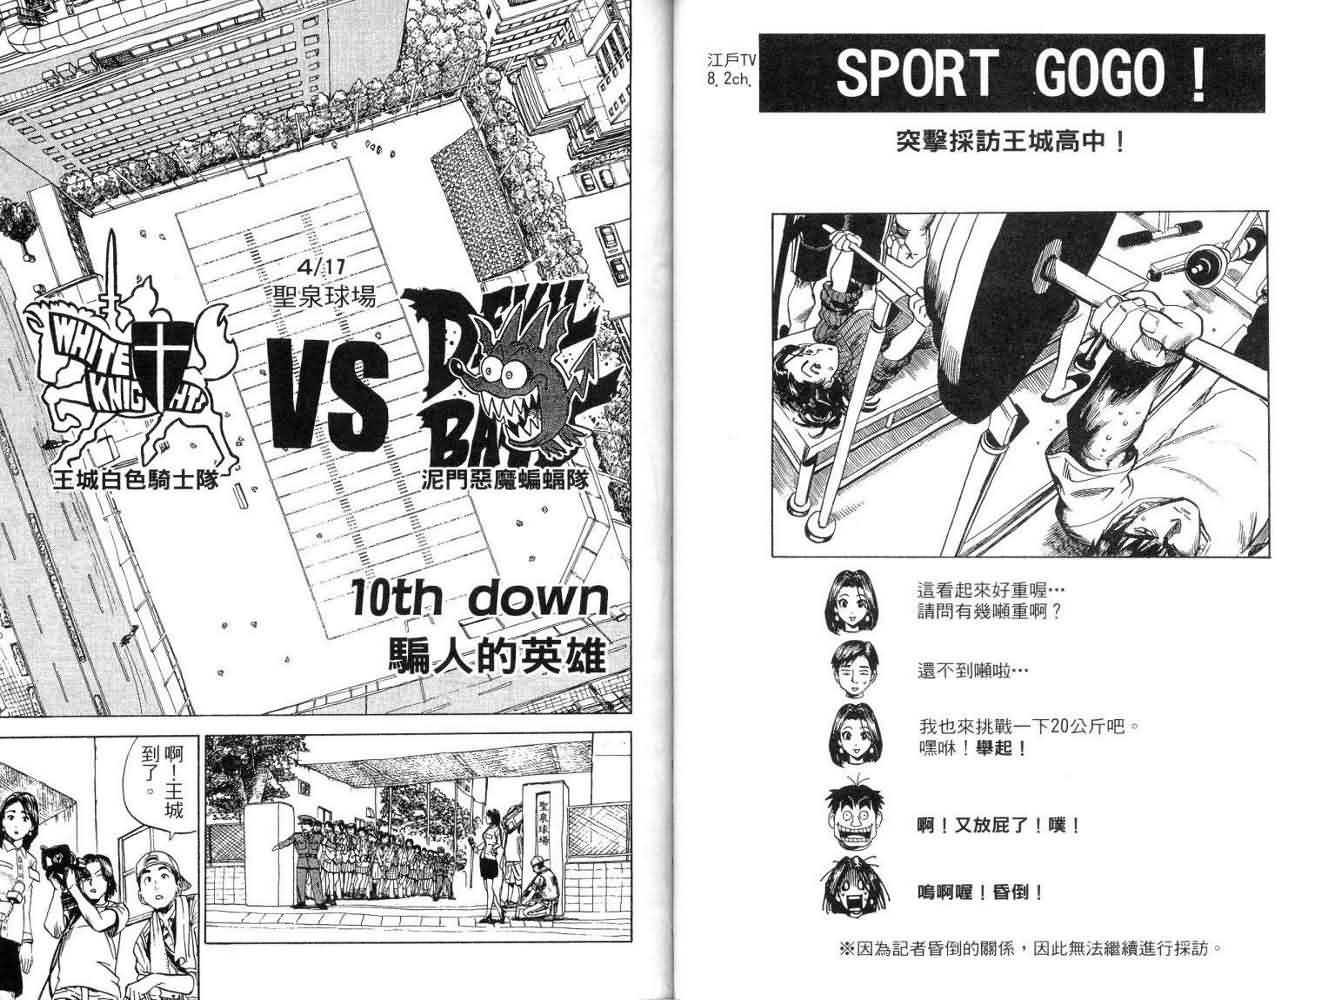 江戶TV
8.2ch.
SPORT GOGO！
突擊採訪王城高中！
這看起來好重喔…
請問有幾噸重啊？
還不到噸啦…
我也來挑戰一下20公斤吧。
嘿咻！舉起！
啊！又放屁了！噗！
嗚啊喔！昏倒！
※因為記者昏倒的關係，因此無法繼續進行採訪。
4/17
聖泉球場
WHITE
KNIGHT
王城白色騎士隊
VS
DEVIL
BA
泥門惡魔蝙蝠隊
10th down
騙人的英雄
聖泉球場
啊！王城
到了。